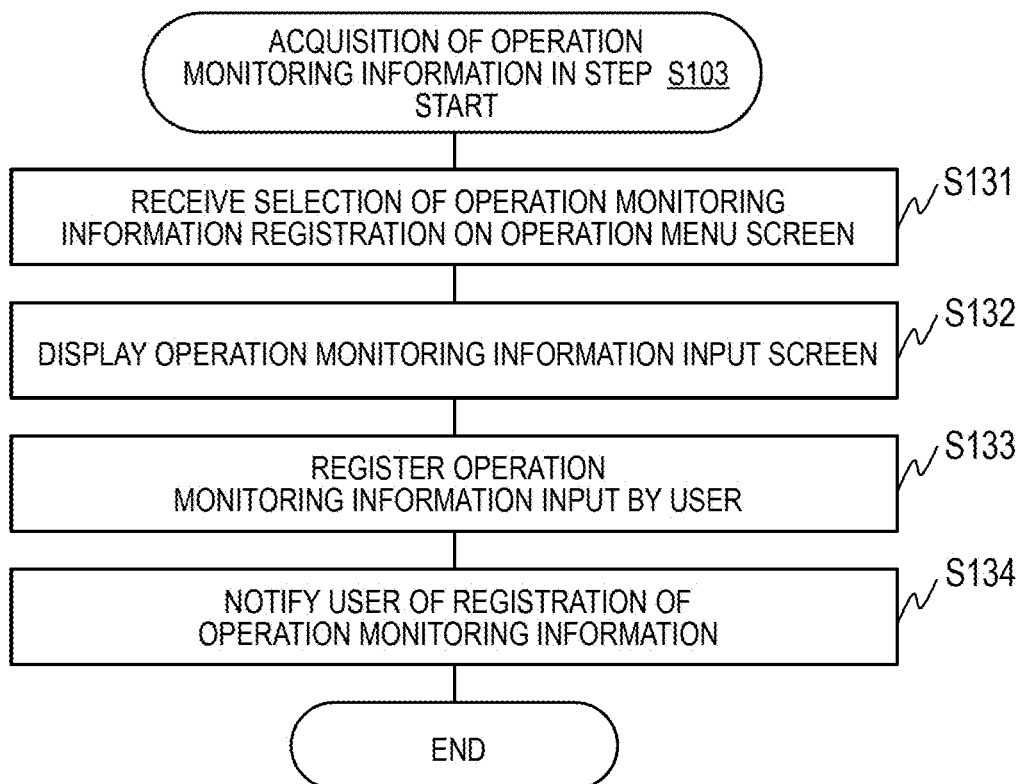 ACQUISITION OF OPERATION
MONITORING INFORMATION IN STEP S103
START
RECEIVE SELECTION OF OPERATION MONITORING
INFORMATION REGISTRATION ON OPERATION MENU SCREEN
S131
DISPLAY OPERATION MONITORING INFORMATION INPUT SCREEN
S132
REGISTER OPERATION
MONITORING INFORMATION INPUT BY USER
S133
NOTIFY USER OF REGISTRATION OF
OPERATION MONITORING INFORMATION
S134
END